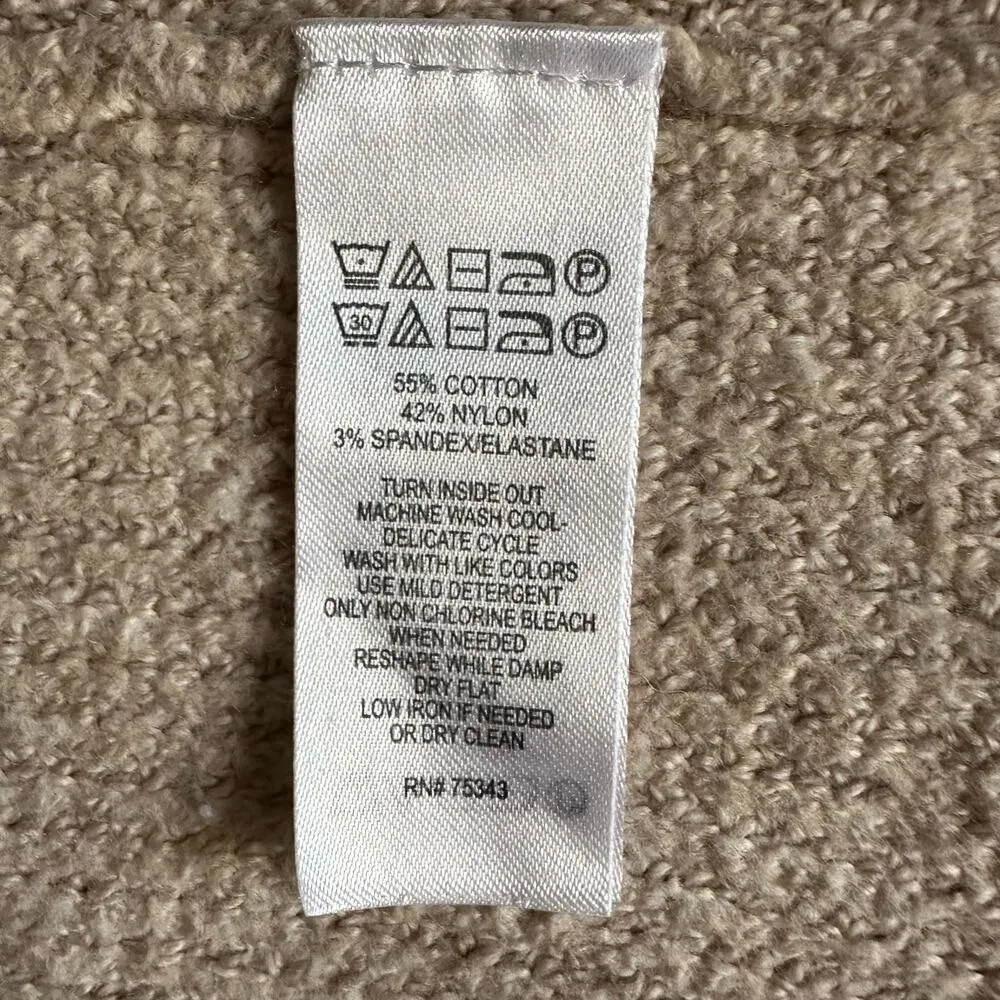 P
30 P
55% COTTON
42% NYLON
3% SPANDEX/ELASTANE
TURN INSIDE OUT
MACHINE WASH COOL-
DELICATE CYCLE
WASH WITH LIKE COLORS
USE MILD DETERGENT
ONLY NON CHLORINE BLEACH
WHEN NEEDED
RESHAPE WHILE DAMP
DRY FLAT
LOW IRON IF NEEDED
OR DRY CLEAN
RN# 75343